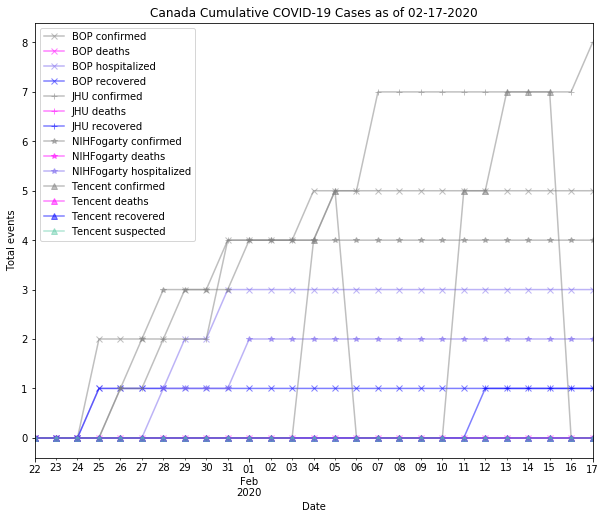 Canada Cumulative COVID-19 Cases as of 02-17-2020
BOP confirmed
BOP deaths
BOP hospitalized
BOP recovered
JHU confirmed
JHU deaths
JHU recovered
NIHFogarty confirmed
NIHFogarty deaths
NIHFogarty hospitalized
Tencent confirmed
Tencent deaths
Tencent recovered
Tencent suspected
Total events
8
7
6
5
4
3
2
1
0
22 23 24 25 26 27 28 29 30 31 01 02 03 04 05 06 07 08 09 10 11 12 13 14 15 16 17
Feb
2020
Date